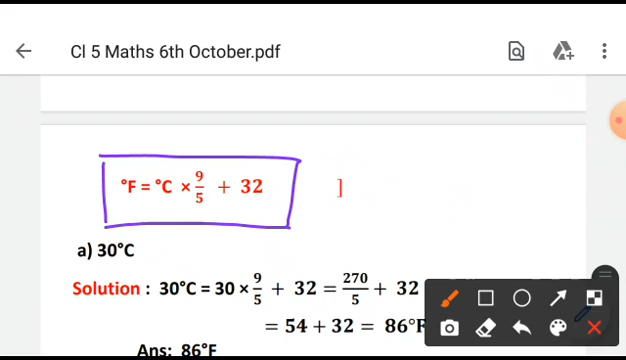 Cl 5 Maths 6th October.pdf
°F = °C × 9/5 + 32 ]
a) 30°C
Solution : 30°C = 30 × 9/5 + 32 = 270/5 + 32
= 54 + 32 = 86°F
Ans: 86°F